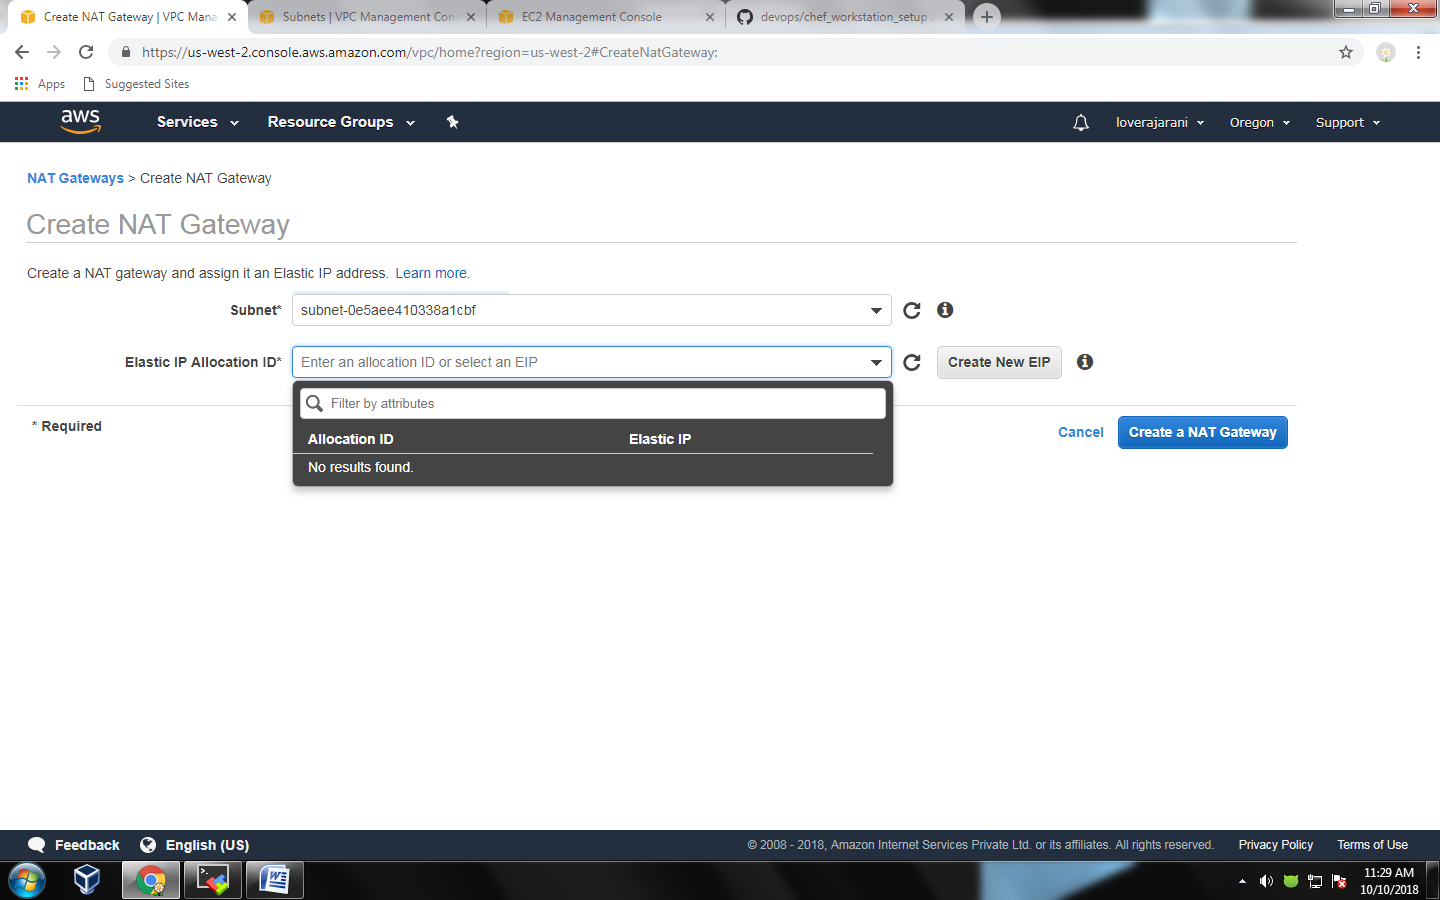 Create NAT Gateway | VPC Mana
Subnets | VPC Management Con
EC2 Management Console
devops/chef_workstation_setup a
https://us-west-2.console.aws.amazon.com/vpc/home?region=us-west-2#CreateNatGateway:
Apps
Suggested Sites
aws
Services
Resource Groups
loverajarani
Oregon
Support
NAT Gateways > Create NAT Gateway
Create NAT Gateway
Create a NAT gateway and assign it an Elastic IP address. Learn more.
Subnet*
subnet-0e5aee410338a1cbf
Elastic IP Allocation ID*
Enter an allocation ID or select an EIP
Create New EIP
Filter by attributes
Allocation ID
Elastic IP
No results found.
* Required
Cancel
Create a NAT Gateway
Feedback
English (US)
© 2008 - 2018, Amazon Internet Services Private Ltd. or its affiliates. All rights reserved.
Privacy Policy
Terms of Use
11:29 AM
10/10/2018